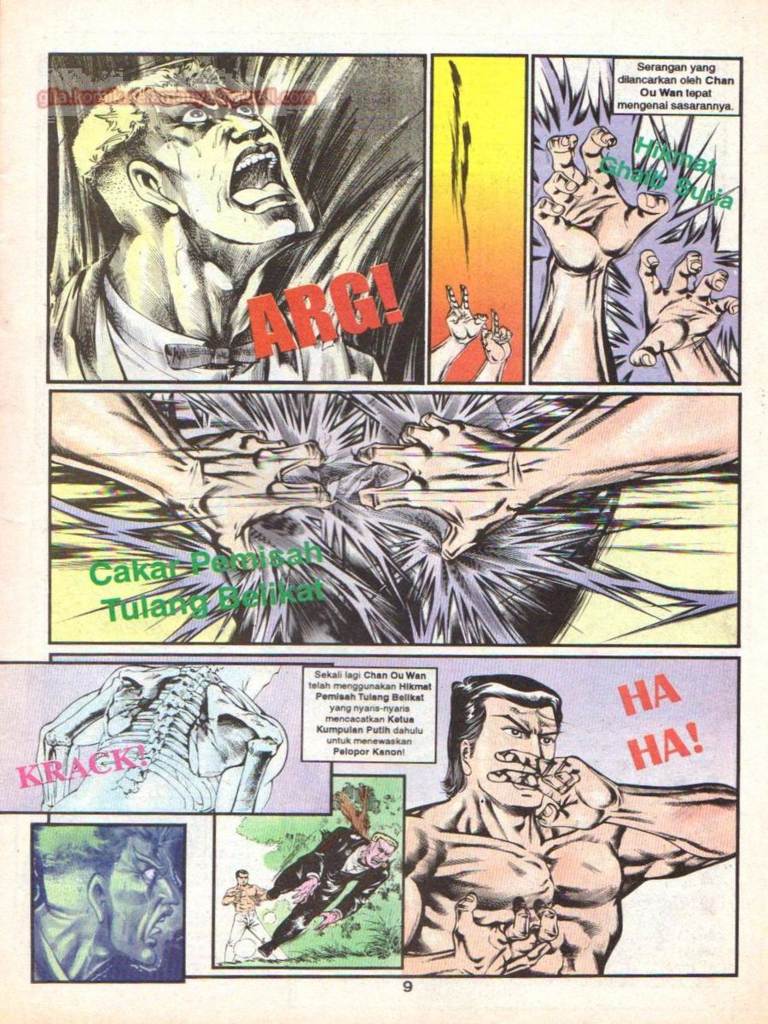 ARG!
Serangan yang
dilancarkan oleh Chan
Ou Wan tepat
mengenai sasarannya.
Hikmat
Ghaib Suria
Cakar Pemisah
Tulang Belikat
KRACK!
Sekali lagi Chan Ou Wan
telah menggunakan Hikmat
Pemisah Tulang Belikat
yang nyaris-nyaris
mencacatkan Ketua
Kumpulan Putih dahulu
untuk menewaskan
Pelopor Kanon!
HA
HA!
9